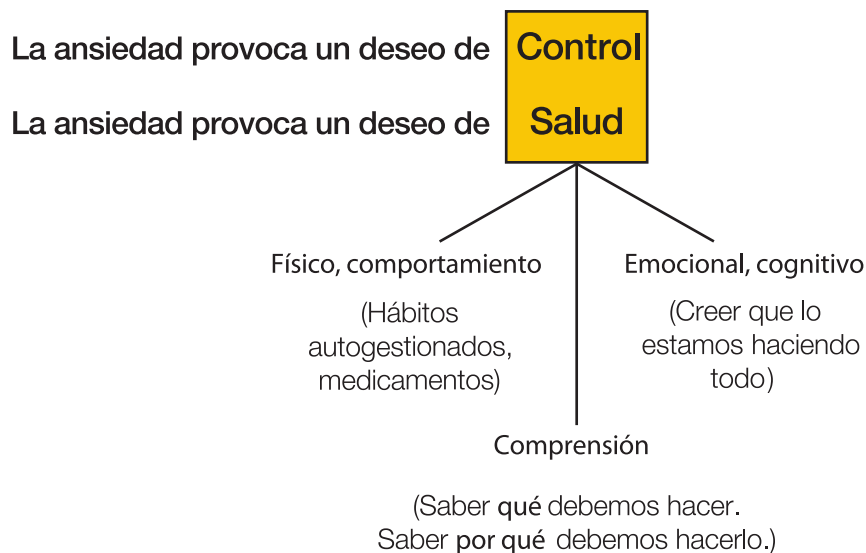 La ansiedad provoca un deseo de Control
La ansiedad provoca un deseo de Salud
Físico, comportamiento
(Hábitos
autogestionados,
medicamentos)
Emocional, cognitivo
(Creer que lo
estamos haciendo
todo)
Comprensión
(Saber qué debemos hacer.
Saber por qué debemos hacerlo.)